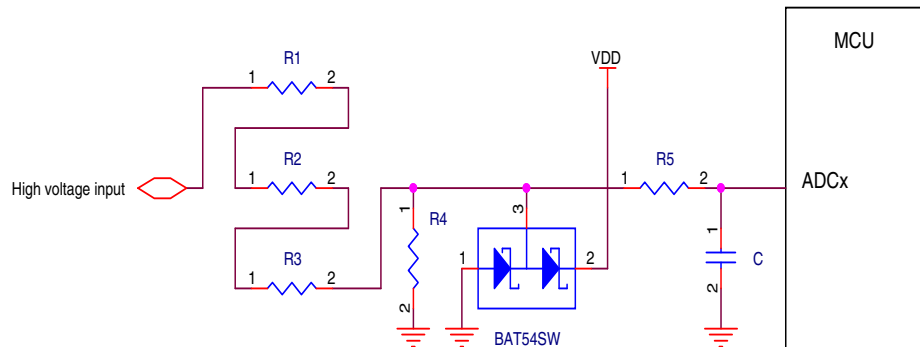 R1
1 2
R2
1 2
R3
1 2
High voltage input
R4
1
2
VDD
3
1 2
BAT54SW
R5
1 2
C
1
2
MCU
ADCx